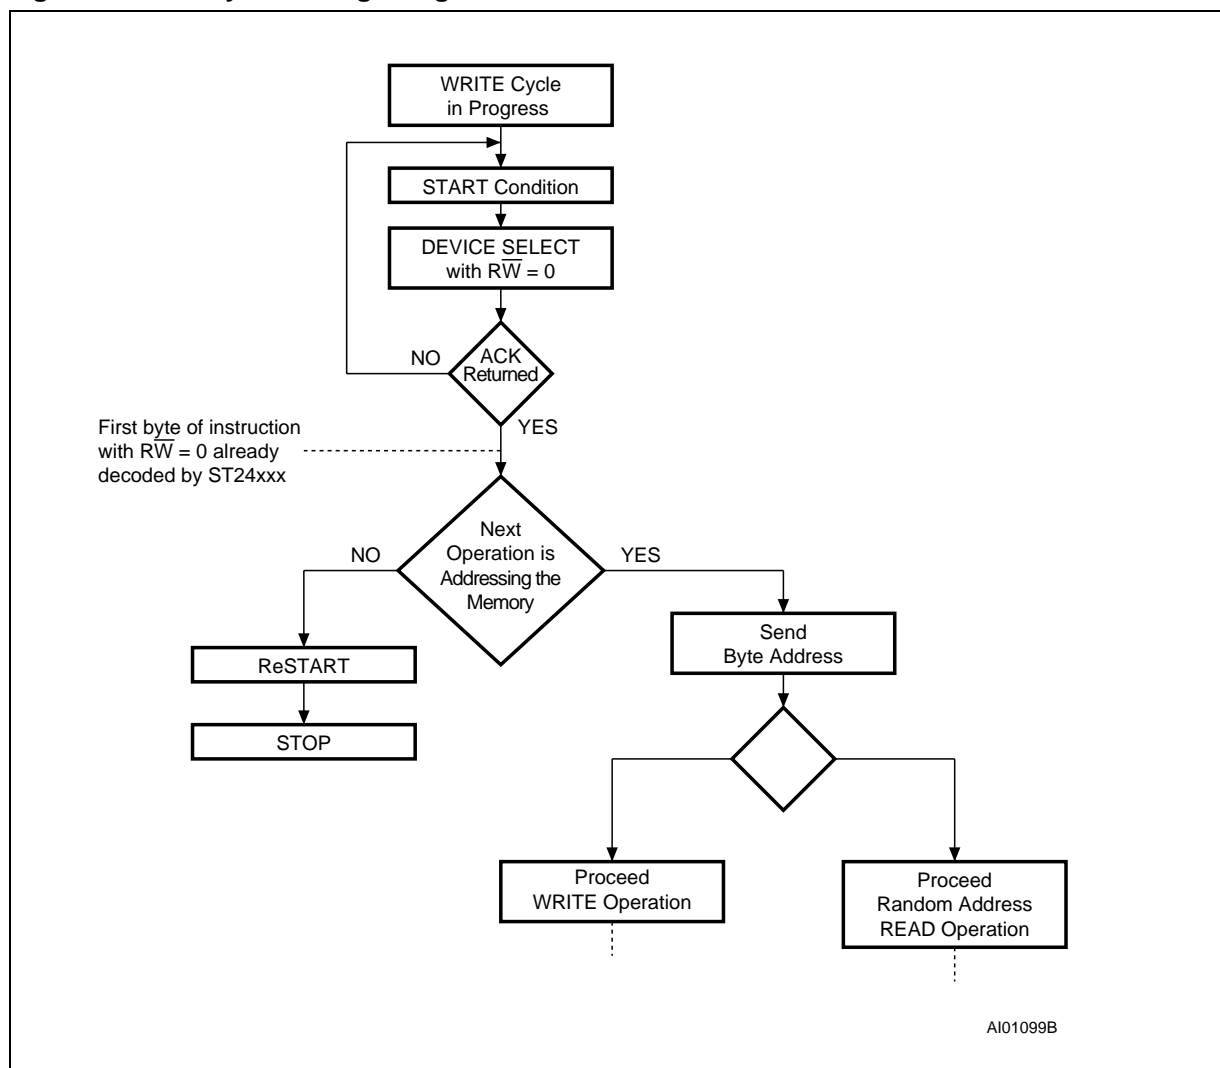 WRITE Cycle
in Progress
START Condition
DEVICE SELECT
with RW̅ = 0
NO
ACK
Returned
YES
First byte of instruction
with RW̅ = 0 already
decoded by ST24xxx
Next
Operation is
Addressing the
Memory
NO
YES
Send
Byte Address
ReSTART
STOP
Proceed
WRITE Operation
Proceed
Random Address
READ Operation
AI01099B